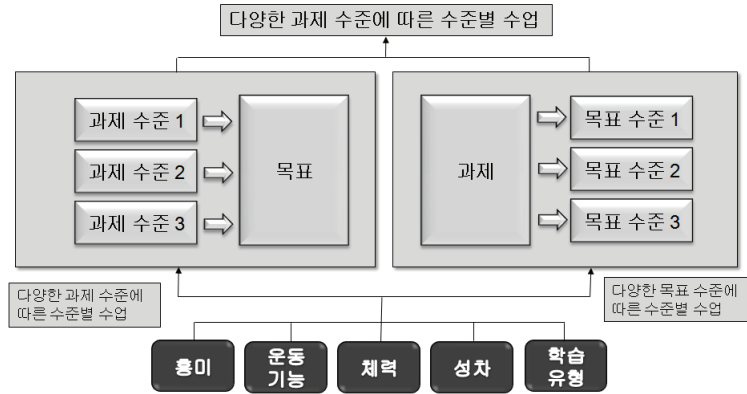 다양한 과제 수준에 따른 수준별 수업
과제 수준 1
과제 수준 2
과제 수준 3
목표
과제
목표 수준 1
목표 수준 2
목표 수준 3
다양한 과제 수준에
따른 수준별 수업
다양한 목표 수준에
따른 수준별 수업
흥미
운동
기능
체력
성차
학습
유형